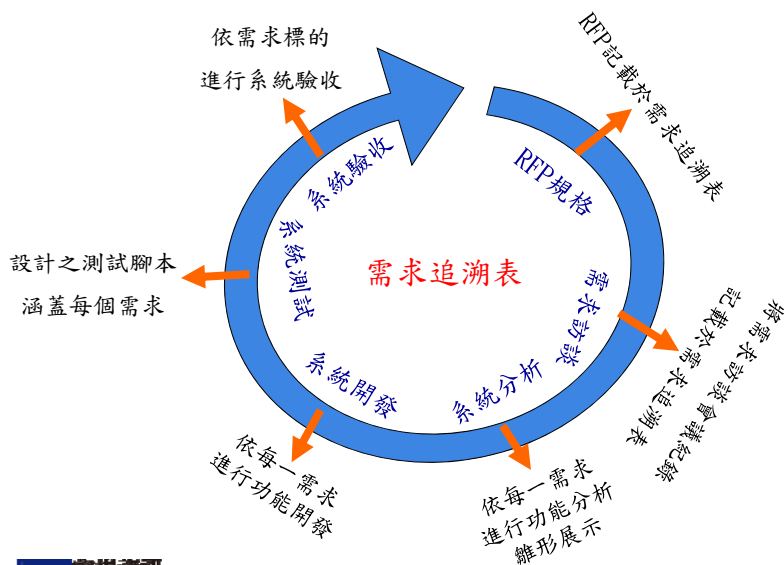 依需求標的
進行系統驗收
RFP記載於需求追溯表
系統驗收
RFP規格
設計之測試腳本
涵蓋每個需求
系統測試
需求追溯表
需求訪談
將需求訪談會議紀錄
記載於需求追溯表
系統開發
系統分析
依每一需求
進行功能開發
依每一需求
進行功能分析
雛形展示